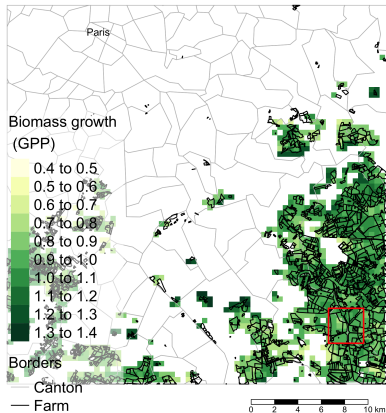 Paris
Biomass growth
(GPP)
0.4 to 0.5
0.5 to 0.6
0.6 to 0.7
0.7 to 0.8
0.8 to 0.9
0.9 to 1.0
1.0 to 1.1
1.1 to 1.2
1.2 to 1.3
1.3 to 1.4
Borders
Canton
Farm
0 2 4 6 8 10 km